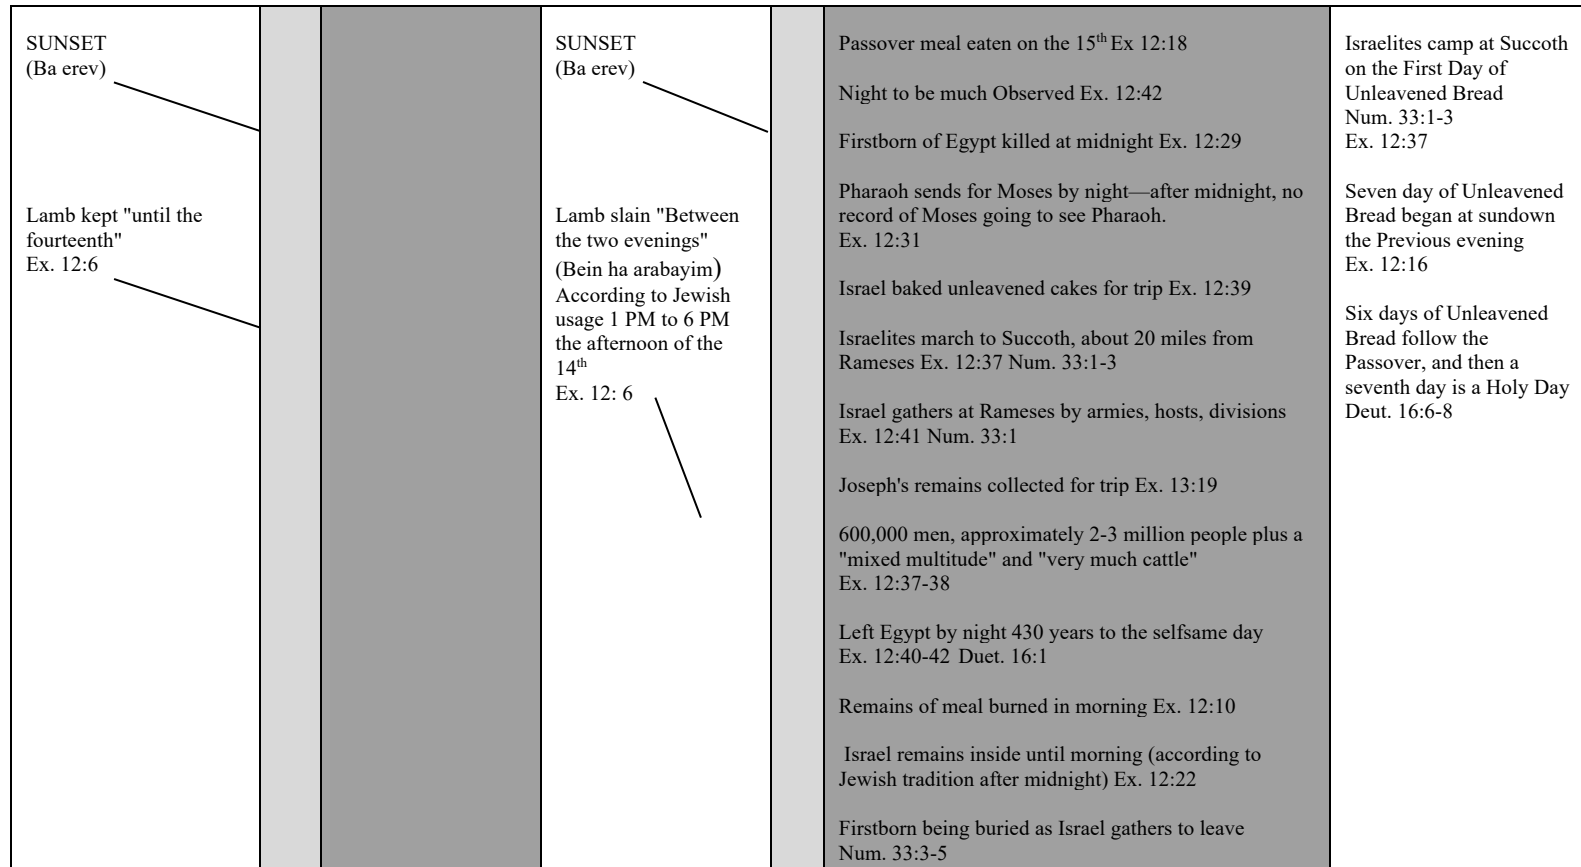 SUNSET
(Ba erev)
Lamb kept "until the
fourteenth"
Ex. 12:6
SUNSET
(Ba erev)
Lamb slain "Between
the two evenings"
(Bein ha arabayim)
According to Jewish
usage 1 PM to 6 PM
the afternoon of the
14th
Ex. 12: 6
Passover meal eaten on the 15th Ex 12:18
Night to be much Observed Ex. 12:42
Firstborn of Egypt killed at midnight Ex. 12:29
Pharaoh sends for Moses by night—after midnight, no
record of Moses going to see Pharaoh.
Ex. 12:31
Israel baked unleavened cakes for trip Ex. 12:39
Israelites march to Succoth, about 20 miles from
Rameses Ex. 12:37 Num. 33:1-3
Israel gathers at Rameses by armies, hosts, divisions
Ex. 12:41 Num. 33:1
Joseph's remains collected for trip Ex. 13:19
600,000 men, approximately 2-3 million people plus a
"mixed multitude" and "very much cattle"
Ex. 12:37-38
Left Egypt by night 430 years to the selfsame day
Ex. 12:40-42 Duet. 16:1
Remains of meal burned in morning Ex. 12:10
Israel remains inside until morning (according to
Jewish tradition after midnight) Ex. 12:22
Firstborn being buried as Israel gathers to leave
Num. 33:3-5
Israelites camp at Succoth
on the First Day of
Unleavened Bread
Num. 33:1-3
Ex. 12:37
Seven day of Unleavened
Bread began at sundown
the Previous evening
Ex. 12:16
Six days of Unleavened
Bread follow the
Passover, and then a
seventh day is a Holy Day
Deut. 16:6-8